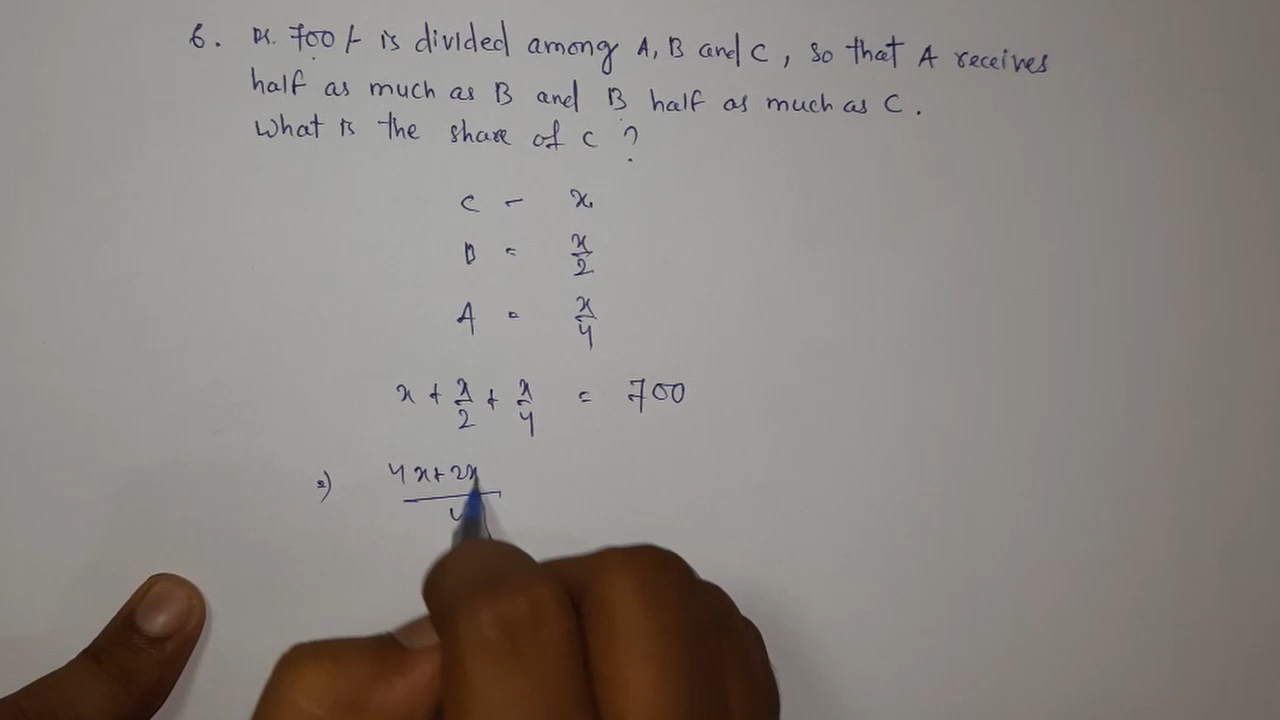 6. Rs. 700/- is divided among A, B and C, so that A receives
half as much as B and B half as much as C.
What is the share of C ?
C - x
B = x/2
A = x/4
x + x/2 + x/4 = 700
⇒) 4x+2x/4